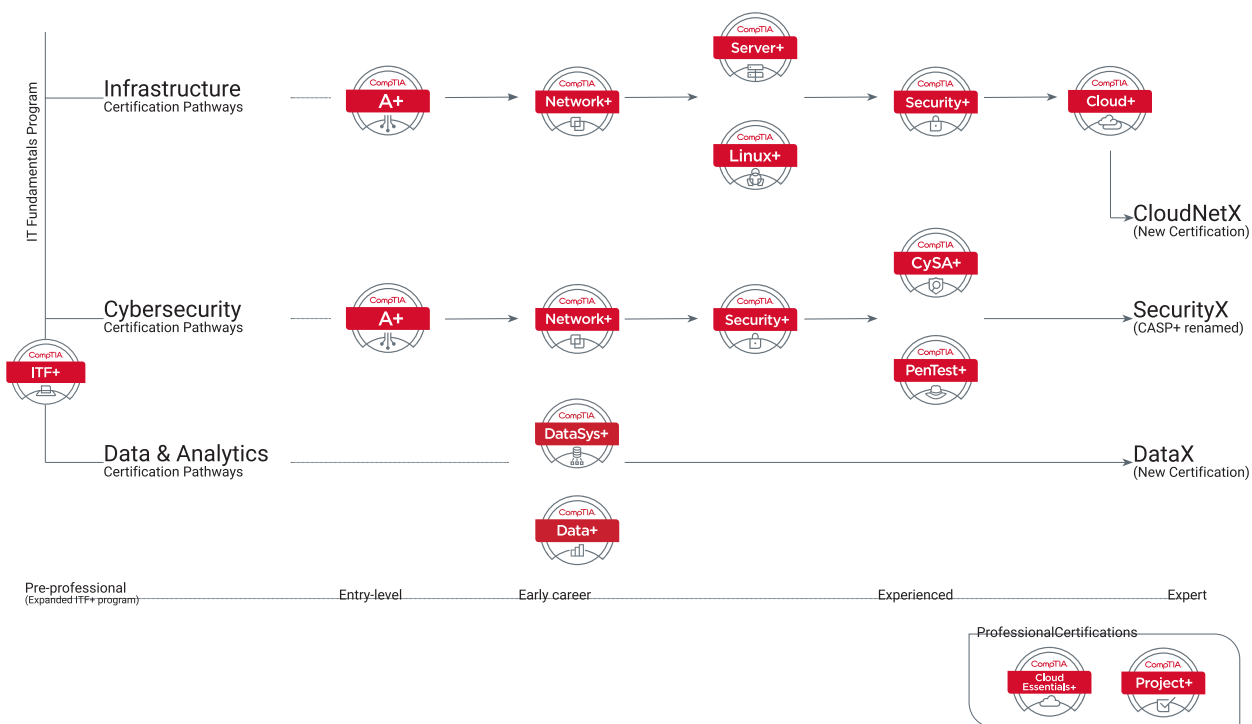 IT Fundamentals Program
Infrastructure
Certification Pathways
CompTIA
A+
CompTIA
Network+
CompTIA
Server+
CompTIA
Linux+
CompTIA
Security+
CompTIA
Cloud+
CloudNetX
(New Certification)
Cybersecurity
Certification Pathways
CompTIA
A+
CompTIA
Network+
CompTIA
Security+
CompTIA
CySA+
CompTIA
PenTest+
SecurityX
(CASP+ renamed)
CompTIA
ITF+
Data & Analytics
Certification Pathways
CompTIA
DataSys+
CompTIA
Data+
DataX
(New Certification)
Pre-professional
(Expanded ITF+ program)
Entry-level
Early career
Experienced
Expert
ProfessionalCertifications
CompTIA
Cloud
Essentials+
CompTIA
Project+